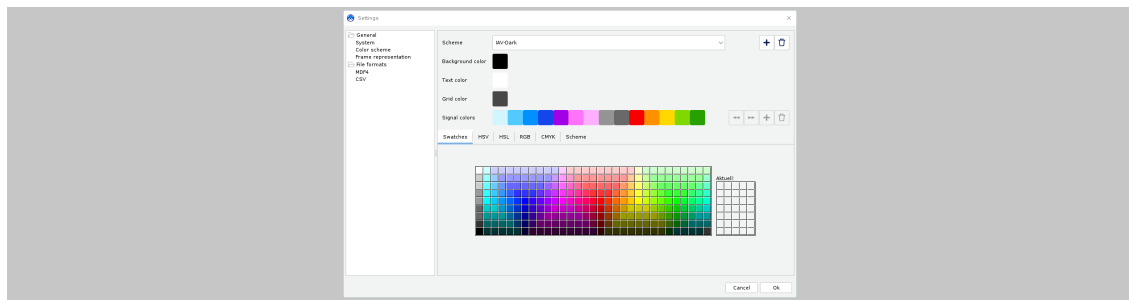 Settings
General
System
Color scheme
Frame representation
File formats
MDF4
CSV
Scheme
IAV-Dark
Background color
Text color
Grid color
Signal colors
Swatches HSV HSL RGB CMYK Scheme
Aktuell!
Cancel Ok